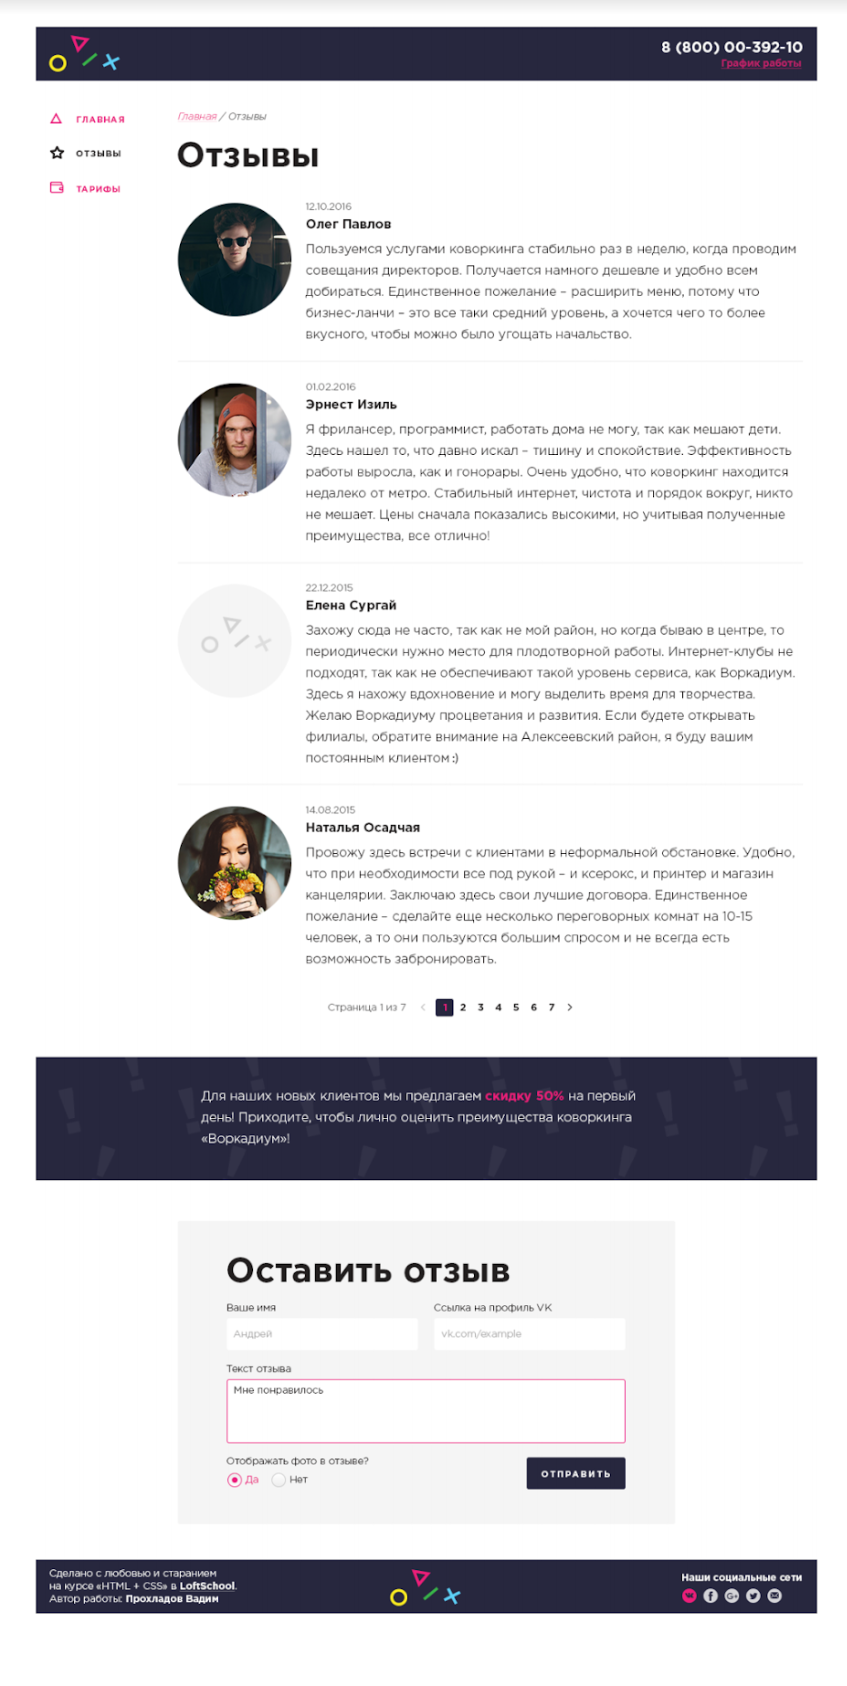 8 (800) 00-392-10
График работы
ГЛАВНАЯ
ОТЗЫВЫ
ТАРИФЫ
Главная / Отзывы
Отзывы
12.10.2016
Олег Павлов
Пользуемся услугами коворкинга стабильно раз в неделю, когда проводим
совещания директоров. Получается намного дешевле и удобно всем
добираться. Единственное пожелание – расширить меню, потому что
бизнес-ланчи – это все таки средний уровень, а хочется чего то более
вкусного, чтобы можно было угощать начальство.
01.02.2016
Эрнест Изиль
Я фрилансер, программист, работать дома не могу, так как мешают дети.
Здесь нашел то, что давно искал – тишину и спокойствие. Эффективность
работы выросла, как и гонорары. Очень удобно, что коворкинг находится
недалеко от метро. Стабильный интернет, чистота и порядок вокруг, никто
не мешает. Цены сначала показались высокими, но учитывая полученные
преимущества, все отлично!
22.12.2015
Елена Сургай
Захожу сюда не часто, так как не мой район, но когда бываю в центре, то
периодически нужно место для плодотворной работы. Интернет-клубы не
подходят, так как не обеспечивают такой уровень сервиса, как Воркадиум.
Здесь я нахожу вдохновение и могу выделить время для творчества.
Желаю Воркадиуму процветания и развития. Если будете открывать
филиалы, обратите внимание на Алексеевский район, я буду вашим
постоянным клиентом :)
14.08.2015
Наталья Осадчая
Провожу здесь встречи с клиентами в неформальной обстановке. Удобно,
что при необходимости все под рукой – и ксерокс, и принтер и магазин
канцелярии. Заключаю здесь свои лучшие договора. Единственное
пожелание – сделайте еще несколько переговорных комнат на 10-15
человек, а то они пользуются большим спросом и не всегда есть
возможность забронировать.
Страница 1 из 7 < 1 2 3 4 5 6 7 >
Для наших новых клиентов мы предлагаем скидку 50% на первый
день! Приходите, чтобы лично оценить преимущества коворкинга
«Воркадиум»!
Оставить отзыв
Ваше имя
Ссылка на профиль VK
Андрей
vk.com/example
Текст отзыва
Мне понравилось
Отображать фото в отзыве?
Да Нет
ОТПРАВИТЬ
Сделано с любовью и старанием
на курсе «HTML + CSS» в LoftSchool.
Автор работы: Прохладов Вадим
Наши социальные сети